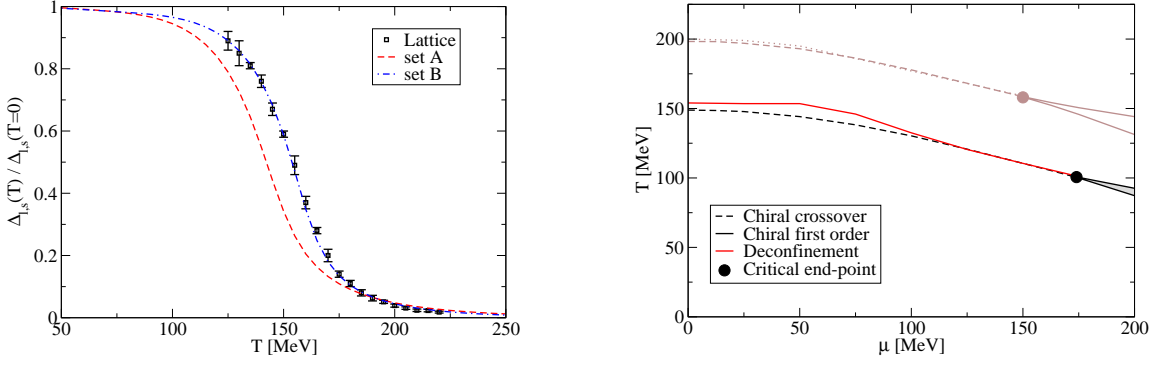 1
0.8
0.6
0.4
0.2
0
50
100
150
200
250
T [MeV]
Δl,s(T) / Δl,s(T=0)
Lattice
set A
set B
200
150
100
50
0
0
50
100
150
200
μ [MeV]
T [MeV]
Chiral crossover
Chiral first order
Deconfinement
Critical end-point